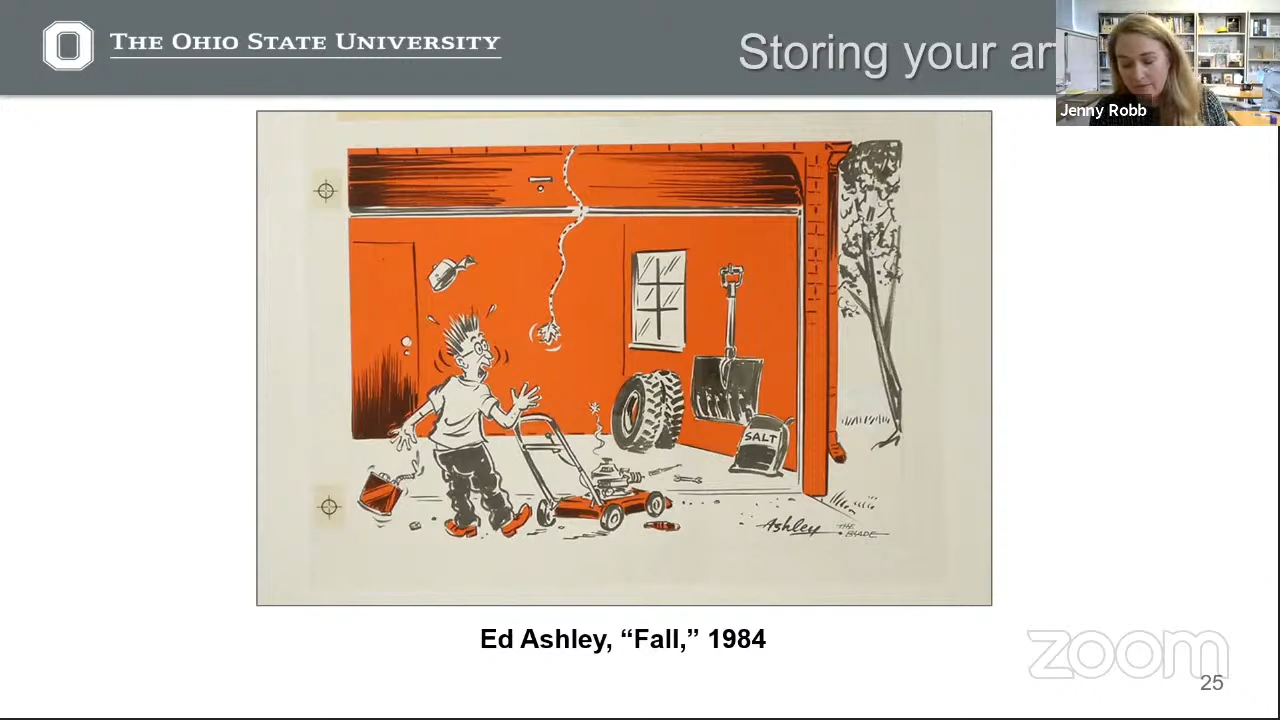 THE OHIO STATE UNIVERSITY
Storing your ar
Jenny Robb
SALT
Ashley THE BLADE
Ed Ashley, “Fall,” 1984
zoom
25